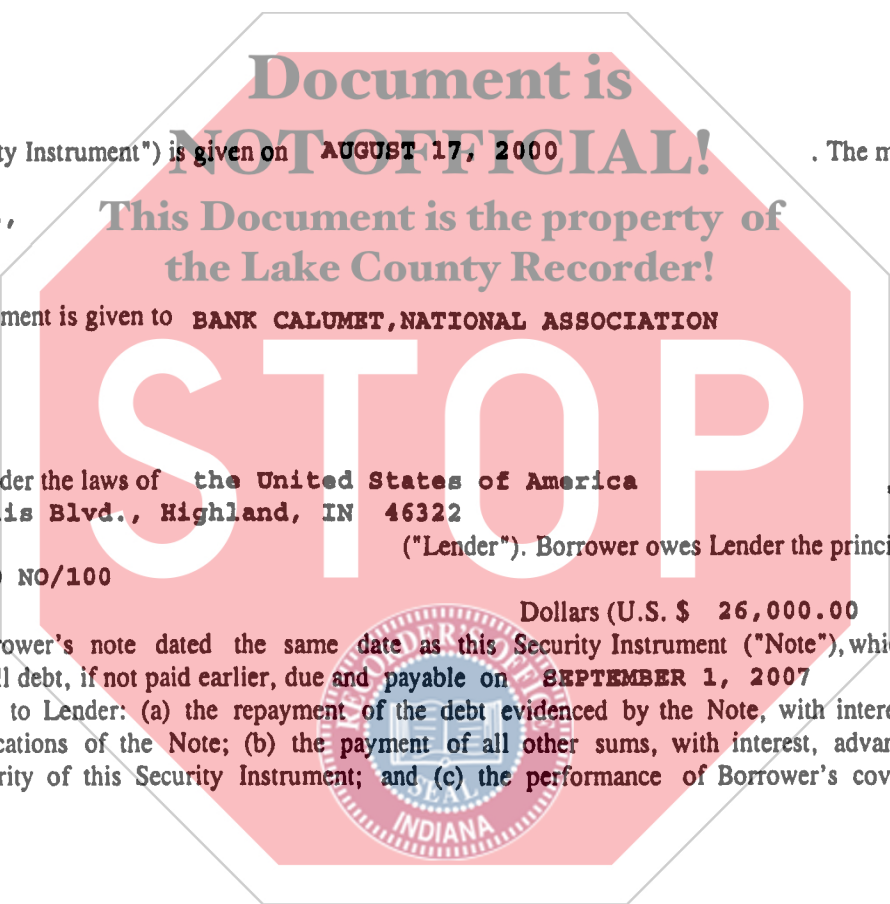 Document is
ty Instrument") is given on AUGUST 17, 2000 . The m
NOT OFFICIAL!
.,
This Document is the property of
the Lake County Recorder!
ment is given to BANK CALUMET,NATIONAL ASSOCIATION
STOP
der the laws of the United States of America ,
lis Blvd., Highland, IN 46322
("Lender"). Borrower owes Lender the princi
NO/100
Dollars (U.S. $ 26,000.00
rower's note dated the same date as this Security Instrument ("Note"), whic
ll debt, if not paid earlier, due and payable on SEPTEMBER 1, 2007
to Lender: (a) the repayment of the debt evidenced by the Note, with intere
cations of the Note; (b) the payment of all other sums, with interest, advan
rity of this Security Instrument; and (c) the performance of Borrower's cov
RECORDER'S OFFICE
SEAL
INDIANA